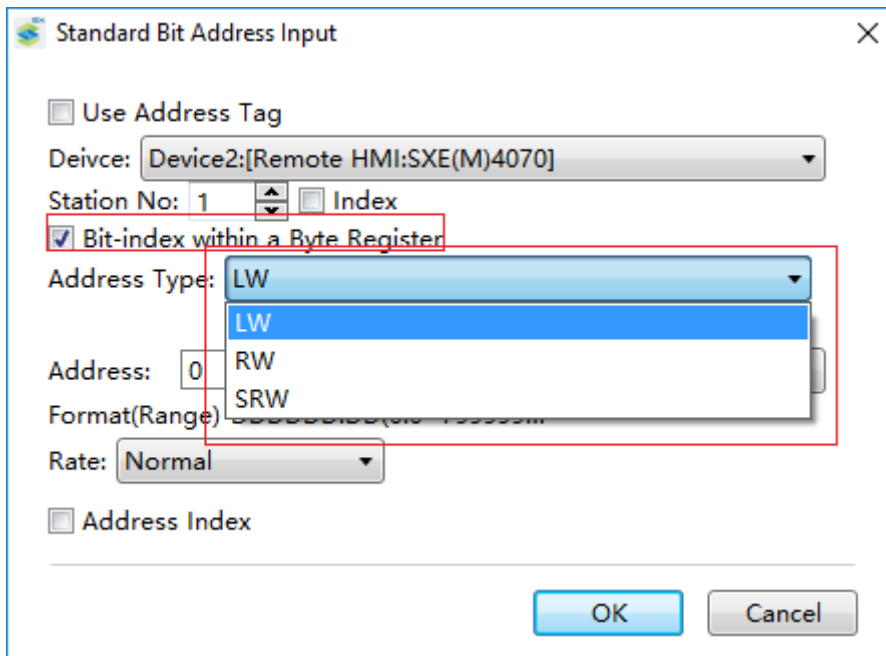 Standard Bit Address Input
Use Address Tag
Deivce: Device2:[Remote HMI:SXE(M)4070]
Station No: 1 Index
Bit-index within a Byte Register
Address Type: LW
LW
RW
SRW
Address: 0
Format(Range)
Rate: Normal
Address Index
OK Cancel